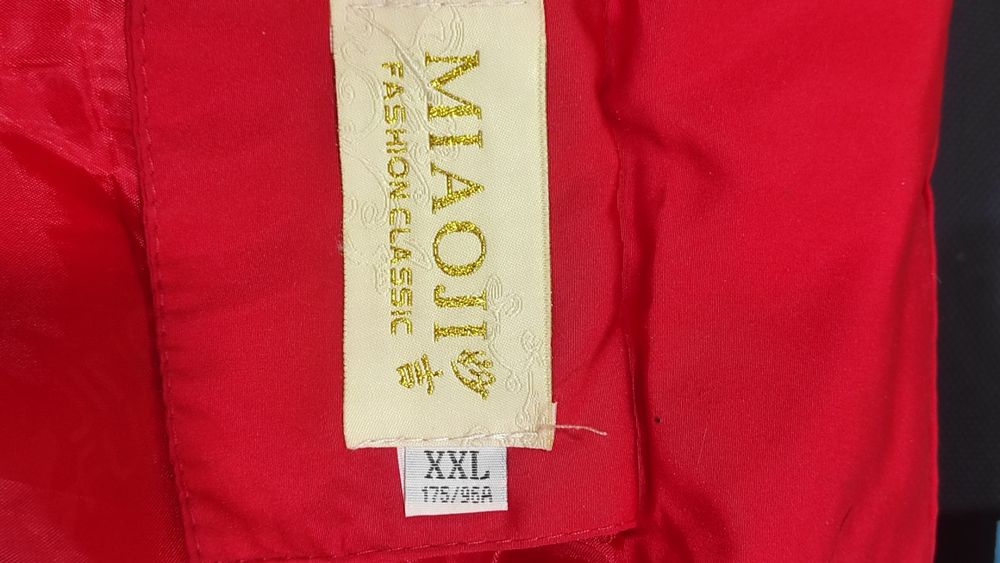 MIAOJI 妙
FASHION CLASSIC 吉
XXL
175/96A